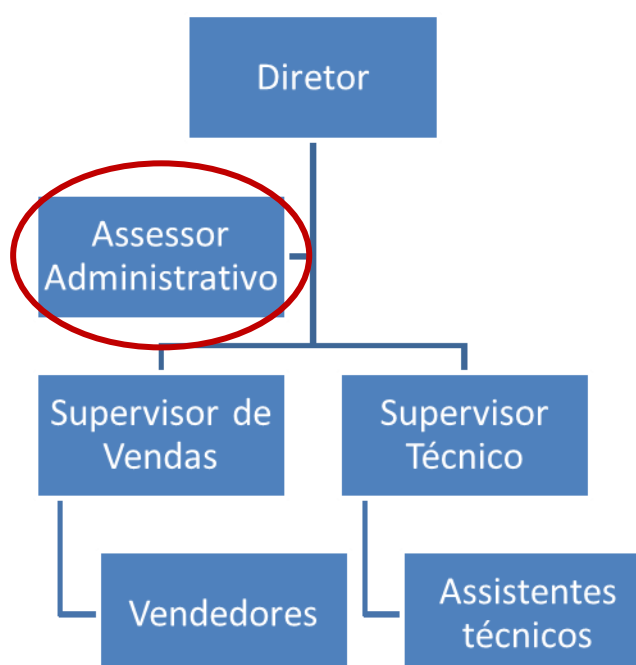 Diretor
Assessor
Administrativo
Supervisor de
Vendas
Supervisor
Técnico
Vendedores
Assistentes
técnicos